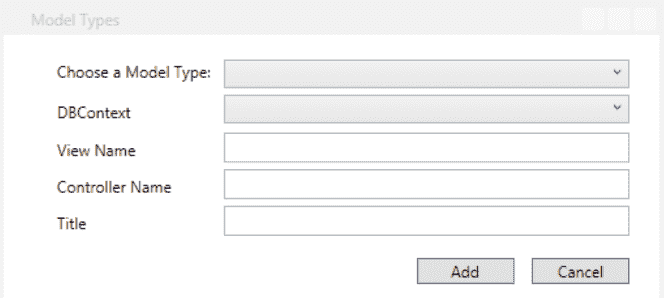 Model Types
Choose a Model Type:
DBContext
View Name
Controller Name
Title
Add Cancel